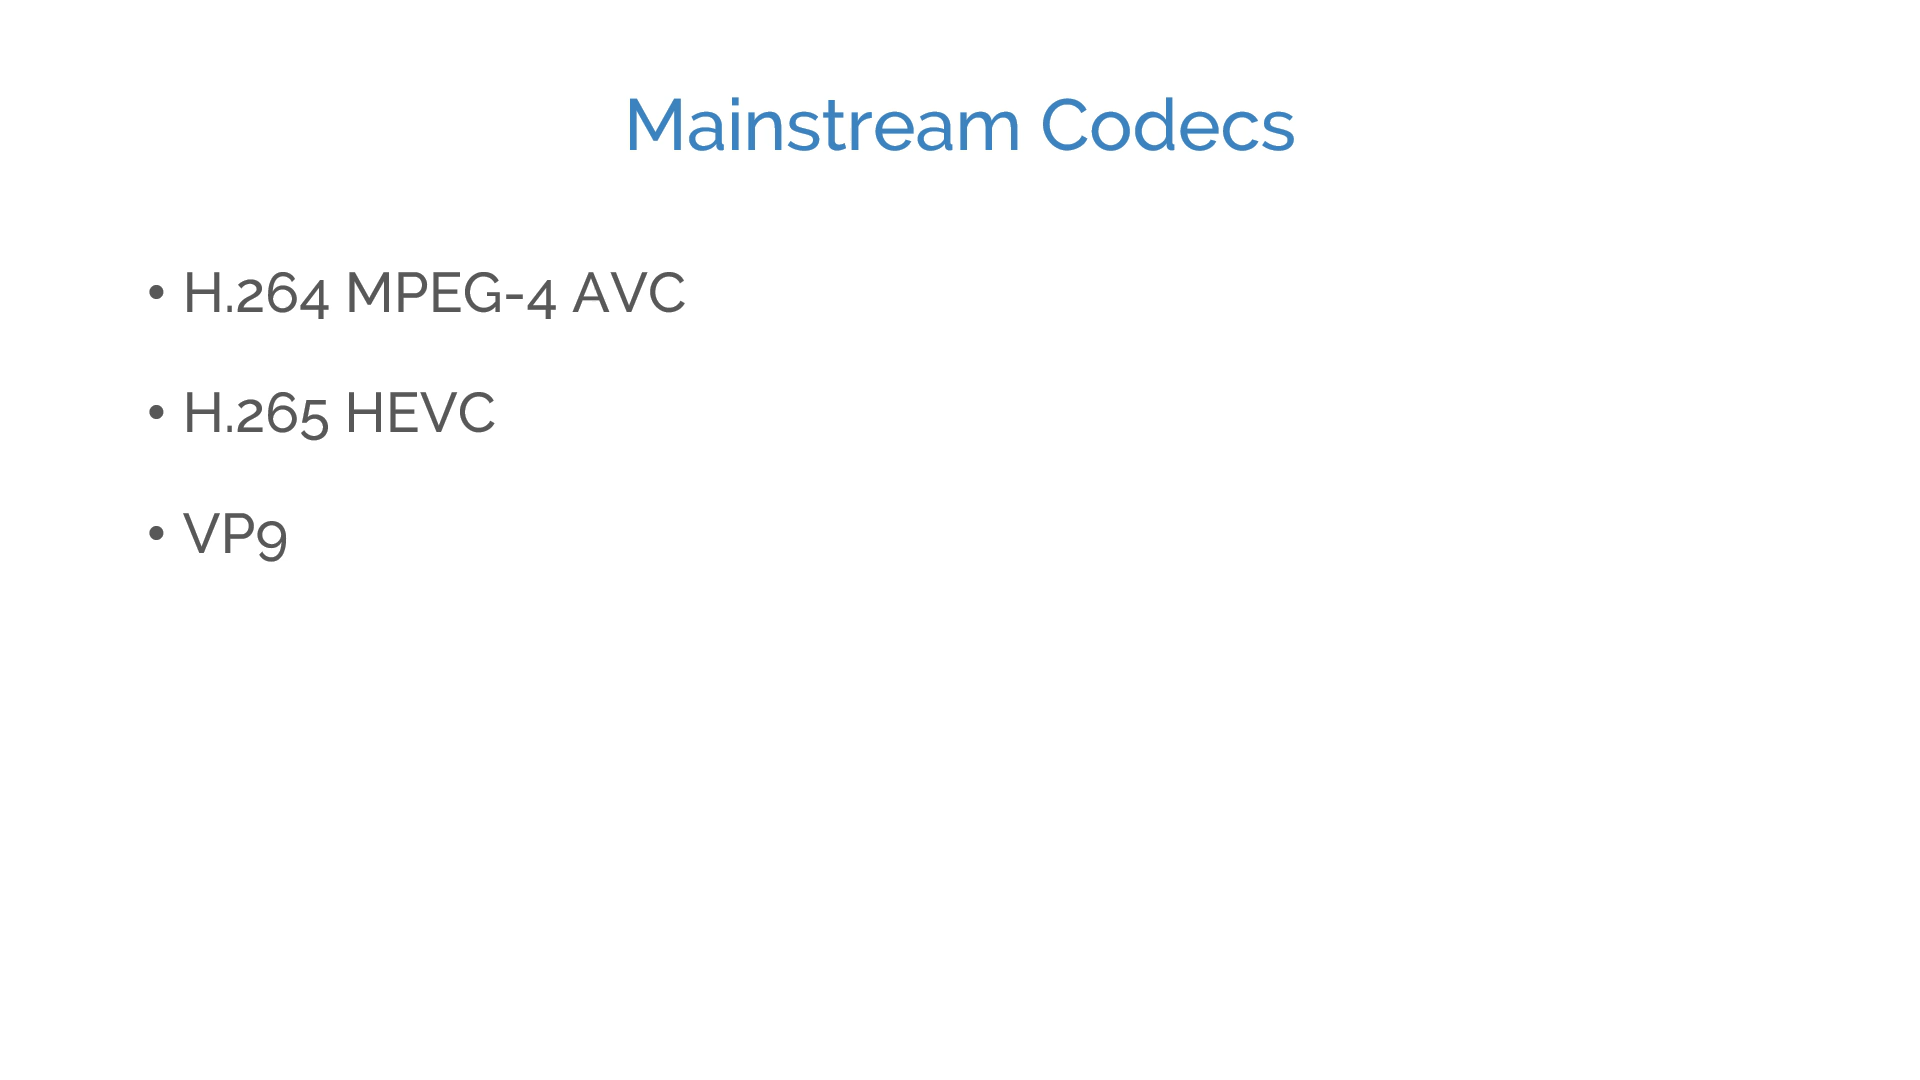 Mainstream Codecs
• H.264 MPEG-4 AVC
• H.265 HEVC
• VP9